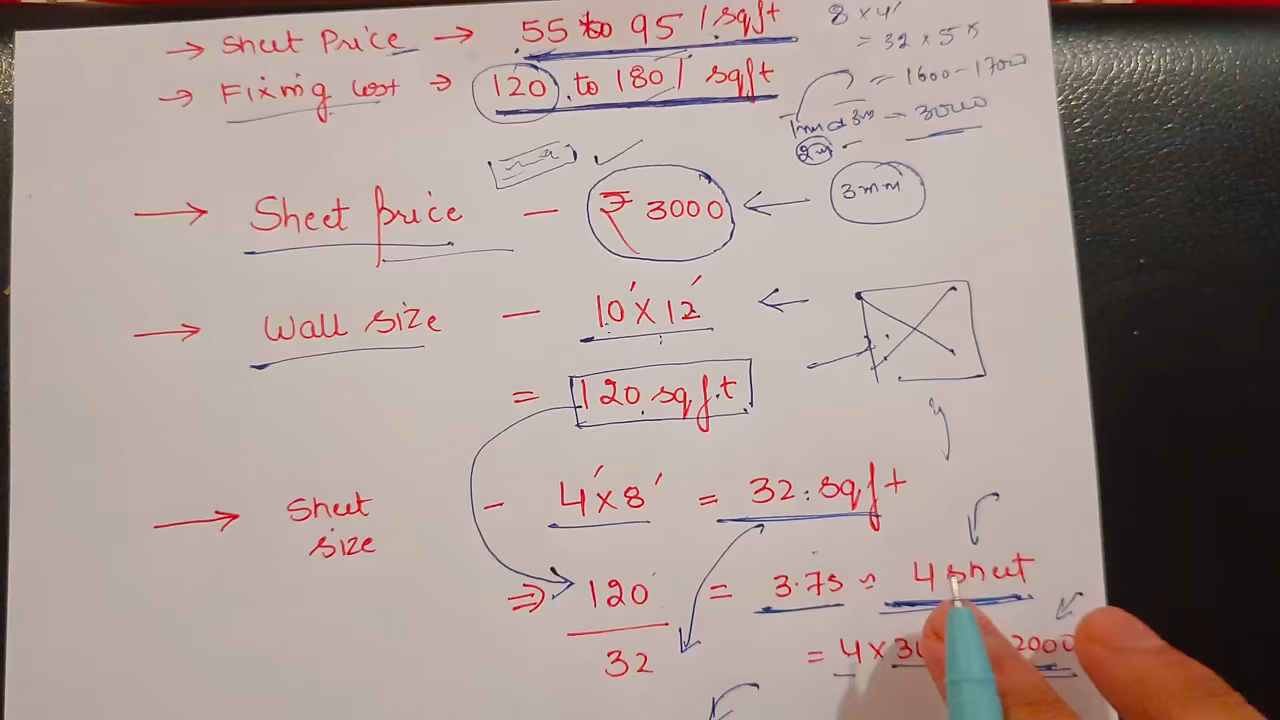 → Sheet Price → 55 to 95 /sqft
→ Fixing cost → 120 to 180/ sqft
8 x 4'
= 32 x 55
= 1600-1700
3mm
→ Sheet price — ₹ 3000 ←
→ Wall size — 10' x 12' ←
= 120 sqft
→ Sheet size - 4' x 8' = 32 sqft
⇒ 120/32 = 3.75 ≈ 4 sheet
= 4 x